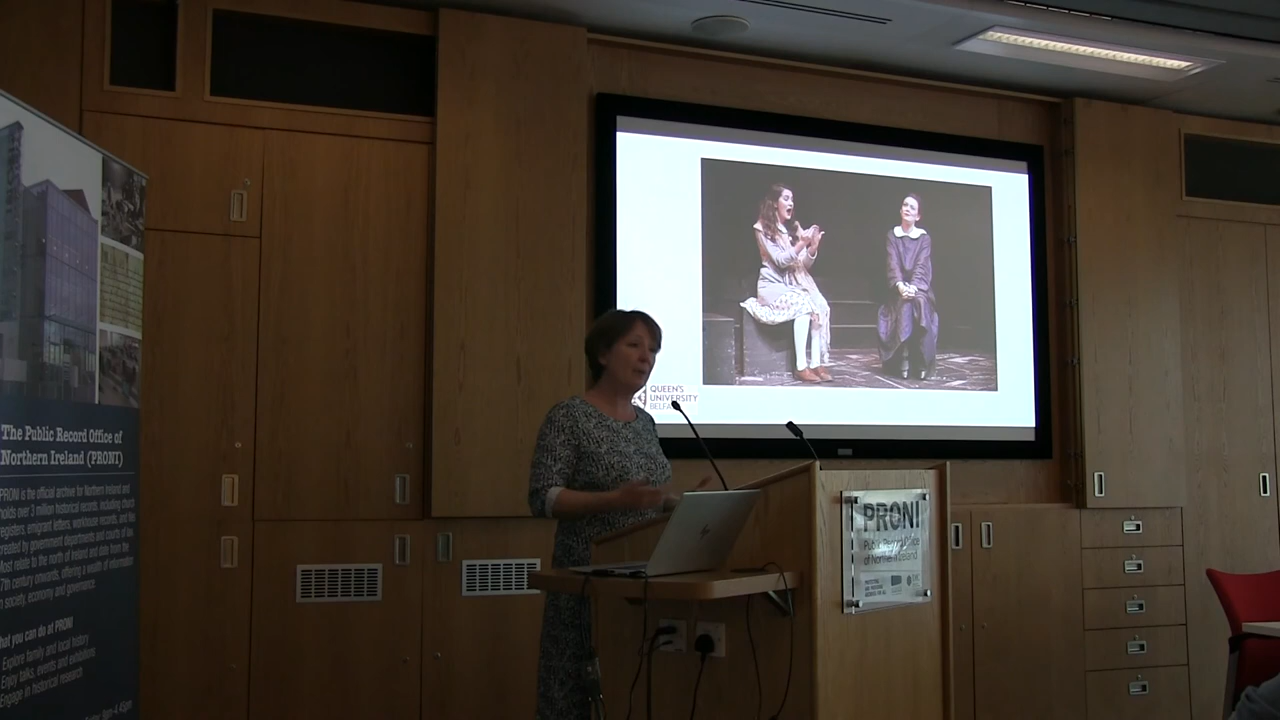 The Public Record Office of
Northern Ireland (PRONI)
PRONI is the official archive for Northern Ireland and
holds over 3 million historical records, including church
registers, emigrant letters, workhouse records, and files
created by government departments and courts of law.
Most relate to the north of Ireland and date from the
7th century onwards, offering a wealth of information
society, economy and governance.
hat you can do at PRONI
Explore family and local history
Enjoy talks, events and exhibitions
Engage in historical research
QUEEN'S
UNIVERSITY
PRONI
Public Record Office
of Northern Ireland
hp